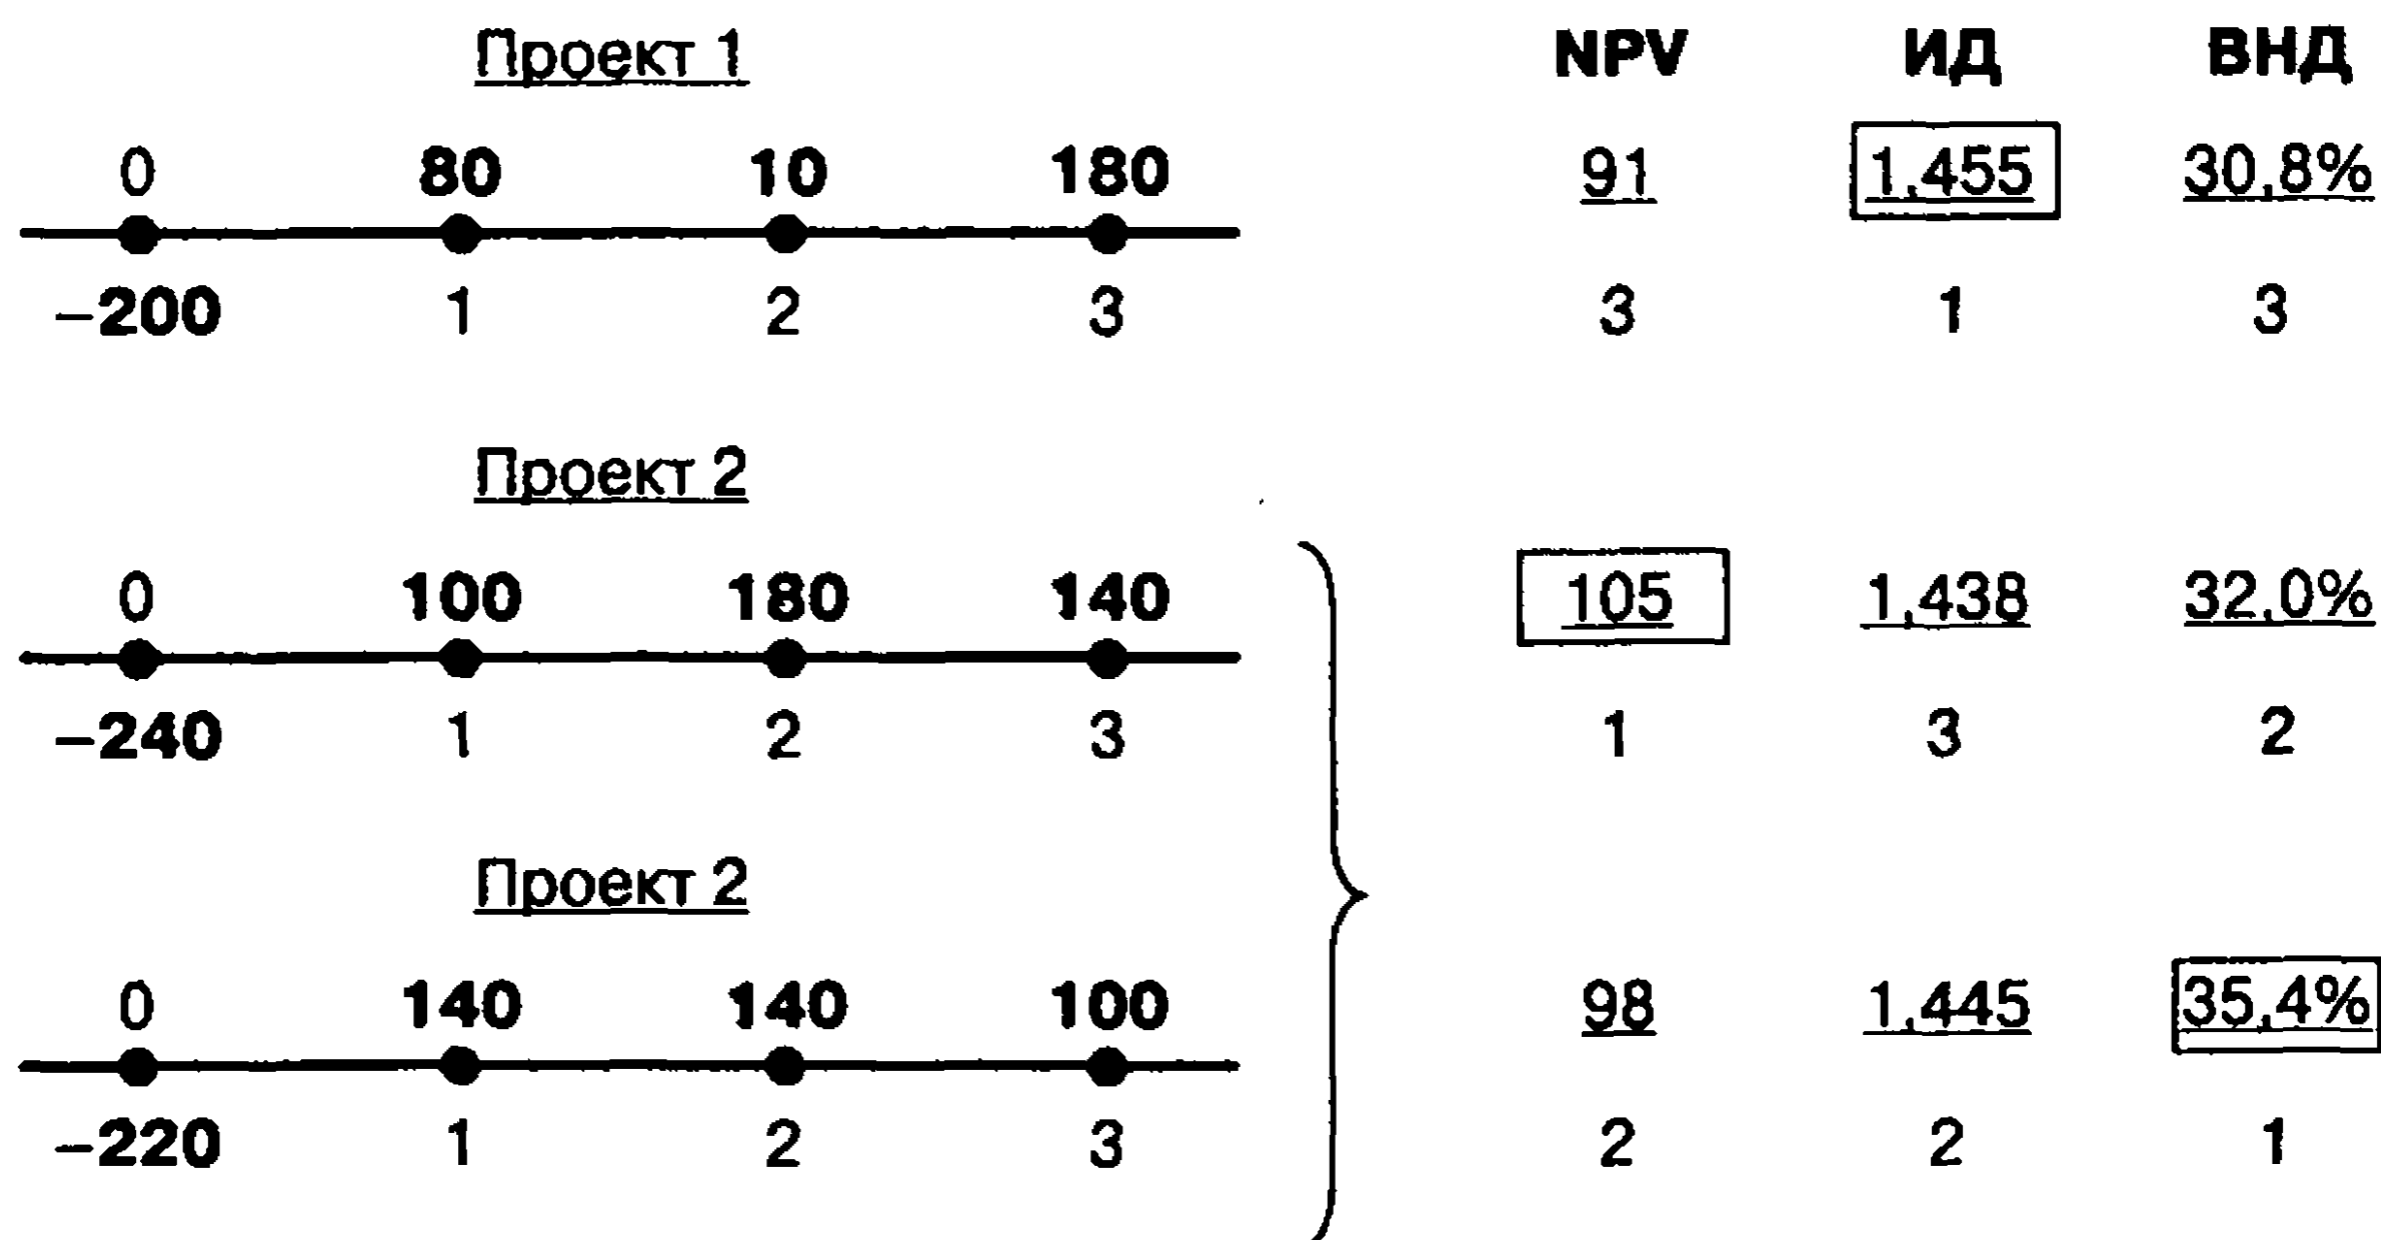 Проект 1 NPV ИД ВНД
0 80 10 180 91 1,455 30,8%
–200 1 2 3 3 1 3
Проект 2
0 100 180 140 105 1,438 32,0%
–240 1 2 3 1 3 2
Проект 2
0 140 140 100 98 1,445 35,4%
–220 1 2 3 2 2 1